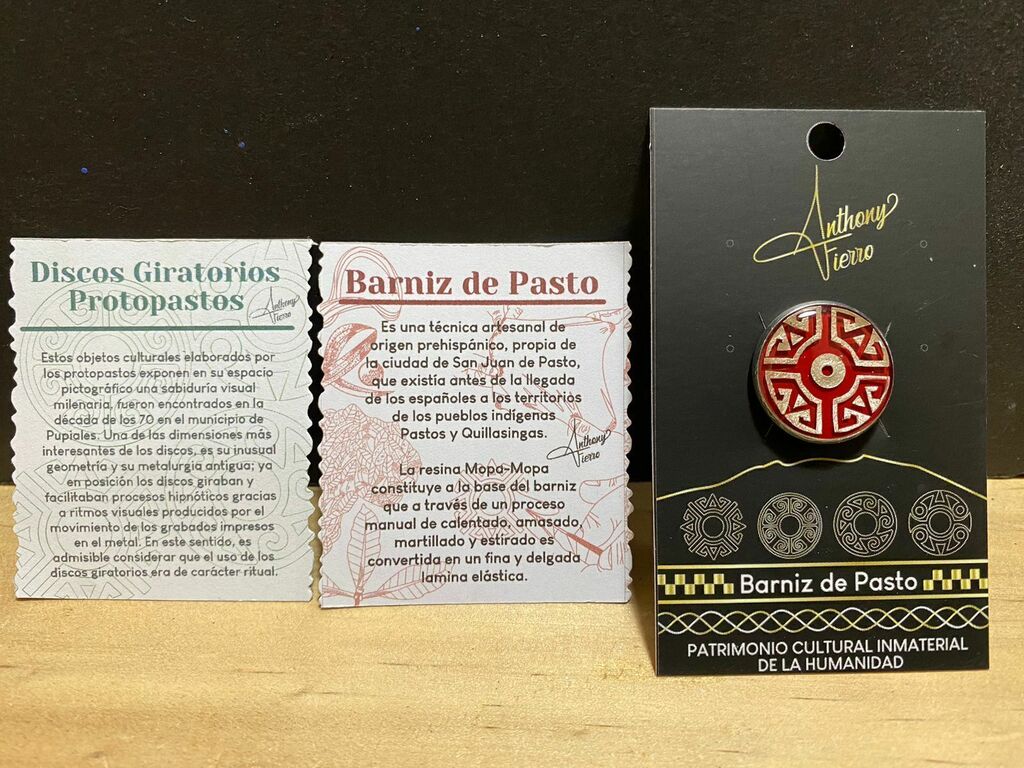 Discos Giratorios
Protopastos
Anthony
Tierro
Estos objetos culturales elaborados por
los protopastos exponen en su espacio
pictográfico una sabiduría visual
milenaria, fueron encontrados en la
década de los 70 en el municipio de
Pupiales. Una de las dimensiones más
interesantes de los discos, es su inusual
geometría y su metalurgia antigua; ya
en posición los discos giraban y
facilitaban procesos hipnóticos gracias
a ritmos visuales producidos por el
movimiento de los grabados impresos
en el metal. En este sentido, es
admisible considerar que el uso de los
discos giratorios era de carácter ritual.
Barniz de Pasto
Es una técnica artesanal de
origen prehispánico, propia de
la ciudad de San Juan de Pasto,
que existía antes de la llegada
de los españoles a los territorios
de los pueblos indígenas
Pastos y Quillasingas.
Anthony
Tierro
La resina Mopa-Mopa
constituye a la base del barniz
que a través de un proceso
manual de calentado, amasado,
martillado y estirado es
convertida en un fina y delgada
lamina elástica.
Anthony
Tierro
Barniz de Pasto
PATRIMONIO CULTURAL INMATERIAL
DE LA HUMANIDAD